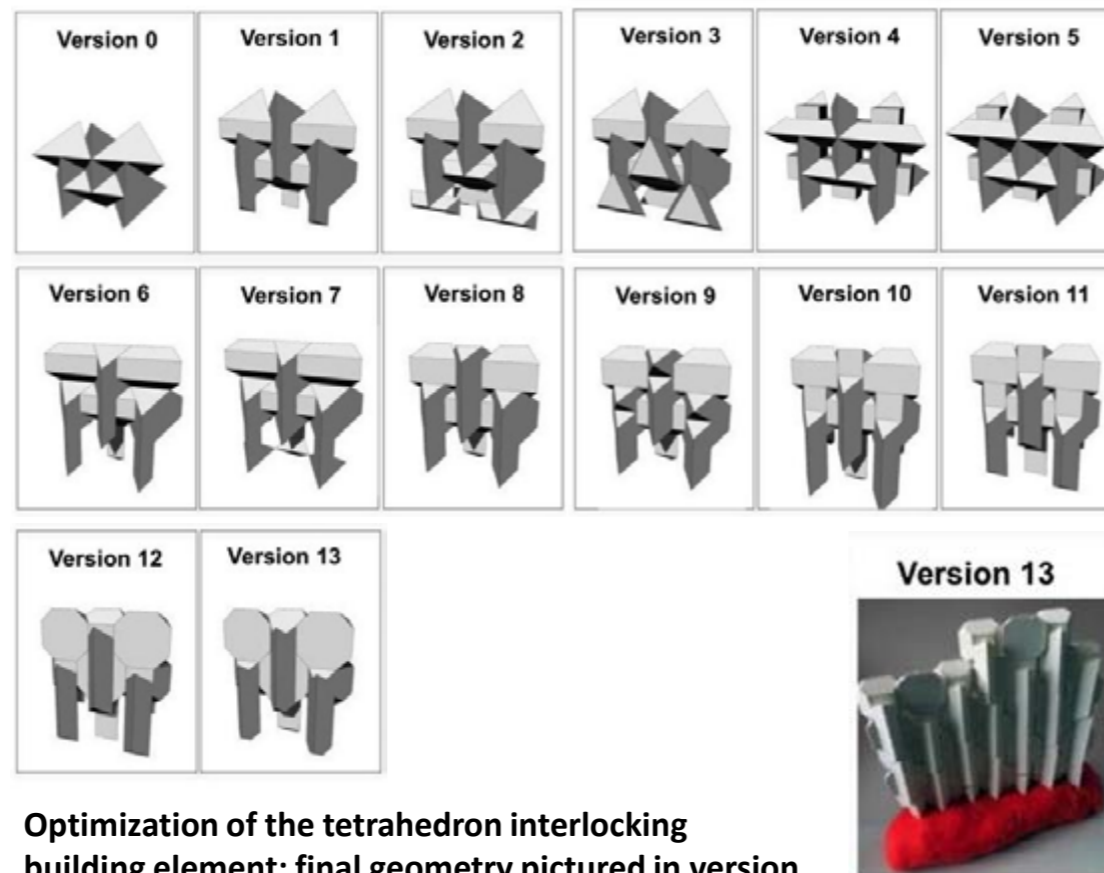 Version 0
Version 1
Version 2
Version 3
Version 4
Version 5
Version 6
Version 7
Version 8
Version 9
Version 10
Version 11
Version 12
Version 13
Version 13
Optimization of the tetrahedron interlocking
building element: final geometry pictured in version